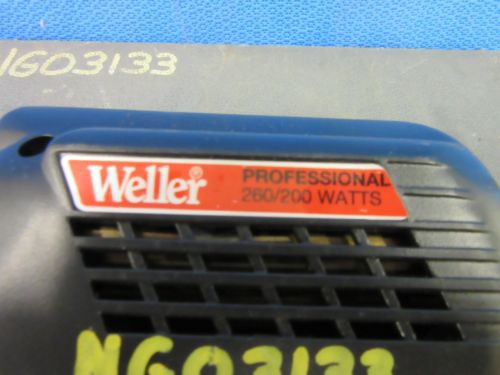 NG03133
Weller®
PROFESSIONAL
260/200 WATTS
NG03133